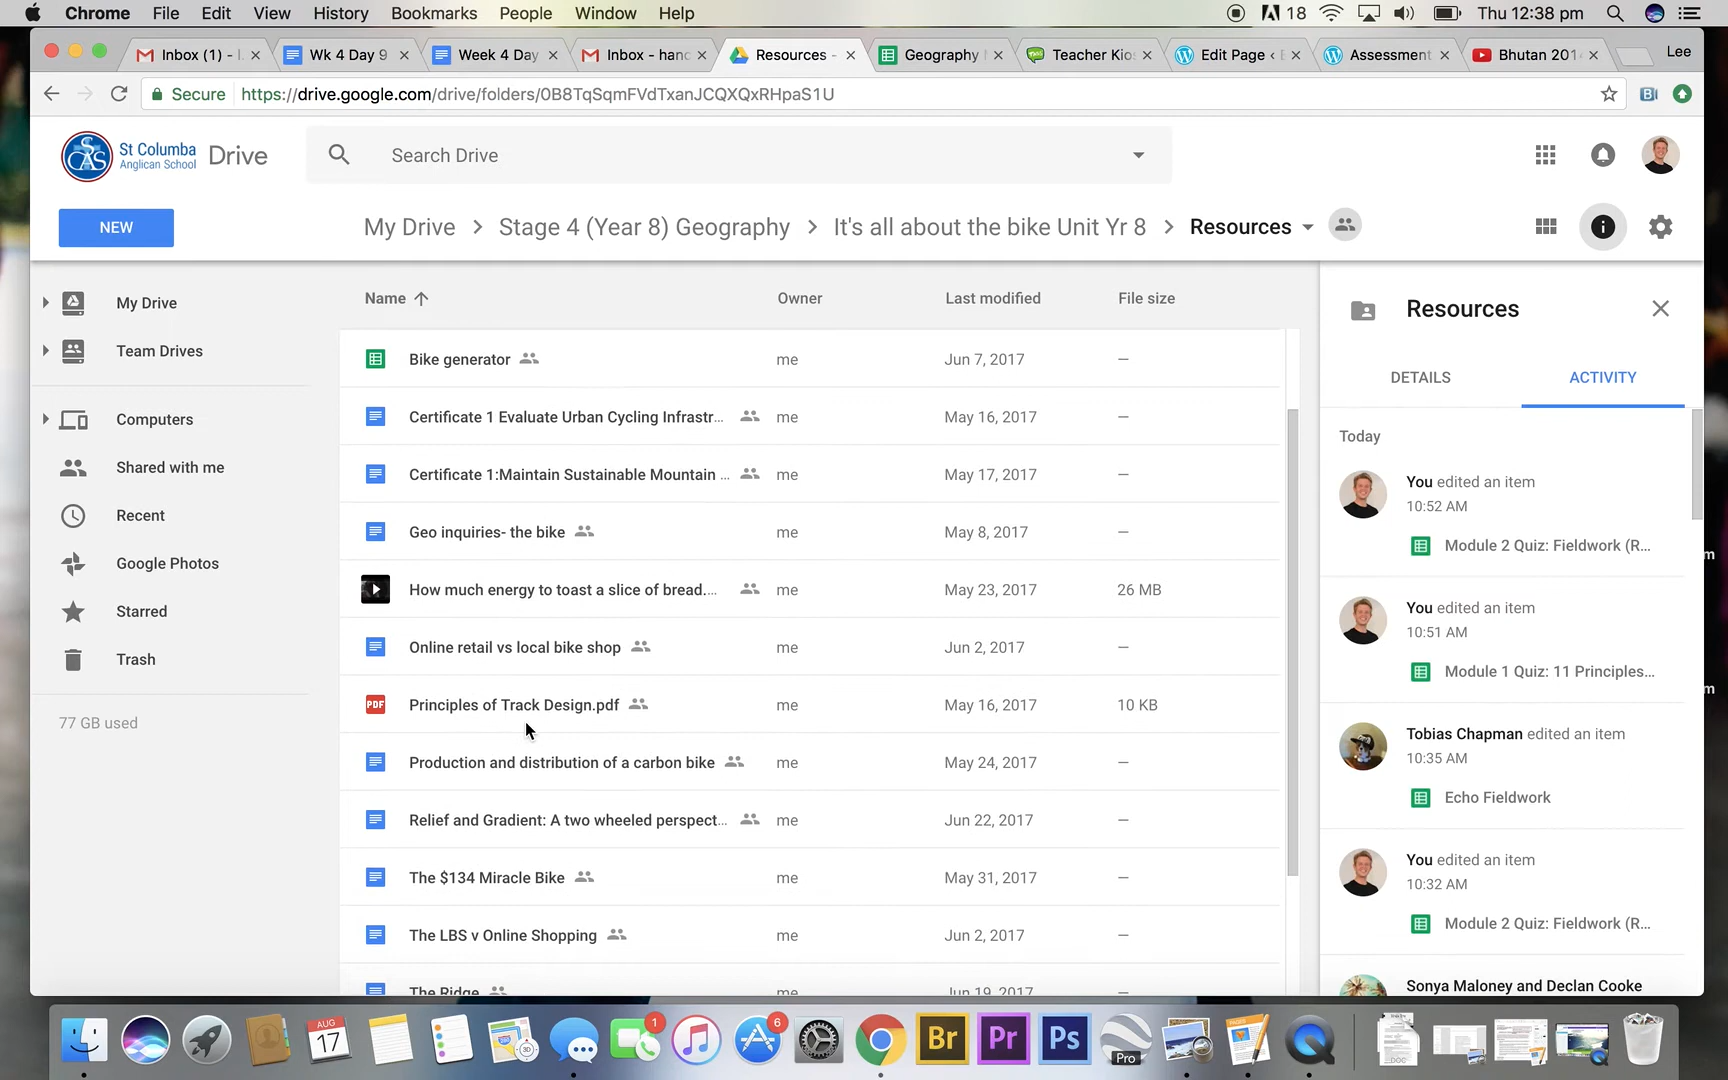 Chrome File Edit View History Bookmarks People Window Help 18 Thu 12:38 pm
Inbox (1) - Wk 4 Day 9 Week 4 Day Inbox - hanc Resources - Geography Teacher Kios Edit Page ‹ Assessment Bhutan 201 Lee
Secure https://drive.google.com/drive/folders/0B8TqSqmFVdTxanJCQXQxRHpaS1U
St Columba
Anglican School
Drive
Search Drive
NEW
My Drive > Stage 4 (Year 8) Geography > It's all about the bike Unit Yr 8 > Resources
My Drive
Team Drives
Computers
Shared with me
Recent
Google Photos
Starred
Trash
77 GB used
Name Owner Last modified File size
Bike generator me Jun 7, 2017 —
Certificate 1 Evaluate Urban Cycling Infrastr... me May 16, 2017 —
Certificate 1:Maintain Sustainable Mountain ... me May 17, 2017 —
Geo inquiries- the bike me May 8, 2017 —
How much energy to toast a slice of bread.... me May 23, 2017 26 MB
Online retail vs local bike shop me Jun 2, 2017 —
PDF Principles of Track Design.pdf me May 16, 2017 10 KB
Production and distribution of a carbon bike me May 24, 2017 —
Relief and Gradient: A two wheeled perspect... me Jun 22, 2017 —
The $134 Miracle Bike me May 31, 2017 —
The LBS v Online Shopping me Jun 2, 2017 —
The Ridge me Jun 19, 2017
Resources
DETAILS ACTIVITY
Today
You edited an item
10:52 AM
Module 2 Quiz: Fieldwork (R...
You edited an item
10:51 AM
Module 1 Quiz: 11 Principles...
Tobias Chapman edited an item
10:35 AM
Echo Fieldwork
You edited an item
10:32 AM
Module 2 Quiz: Fieldwork (R...
Sonya Maloney and Declan Cooke
AUG
17
3D
1
6
Br
Pr
Ps
Pro